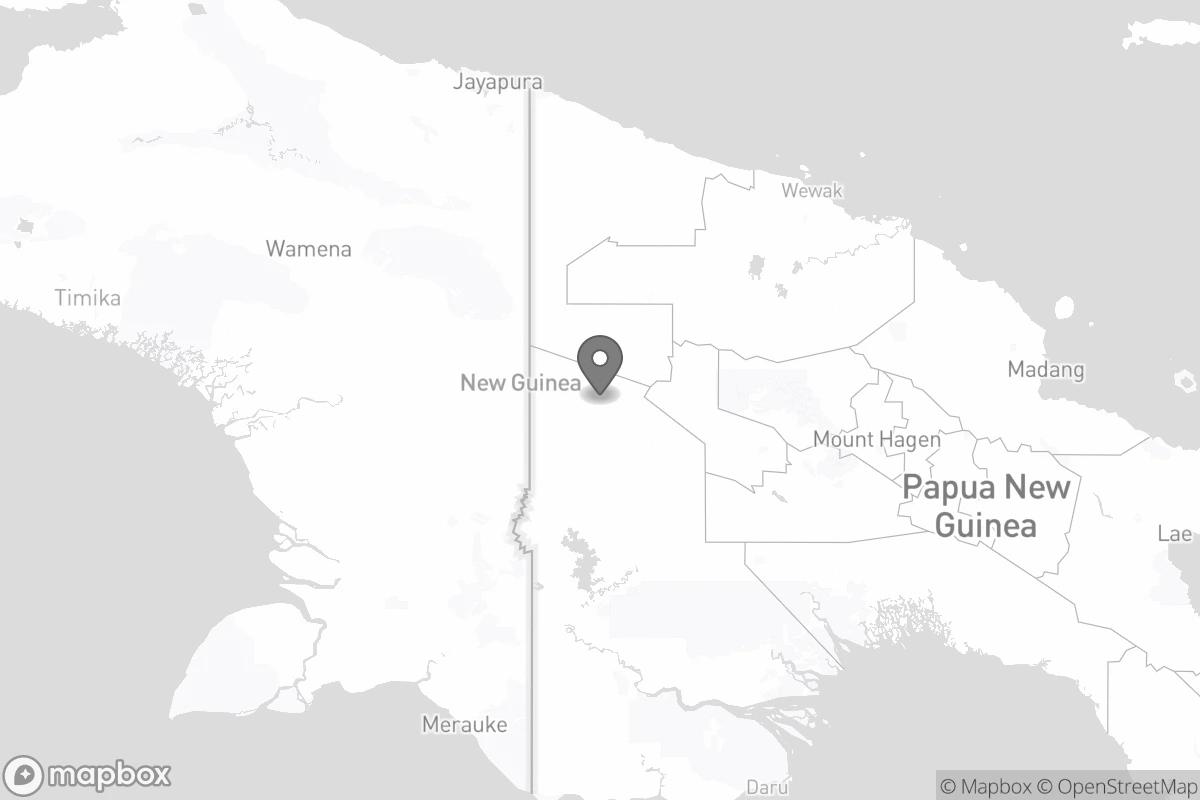 Jayapura
Wewak
Wamena
Timika
Madang
New Guinea
Mount Hagen
Papua New
Guinea
Lae
Merauke
Daru
mapbox
© Mapbox © OpenStreetMap